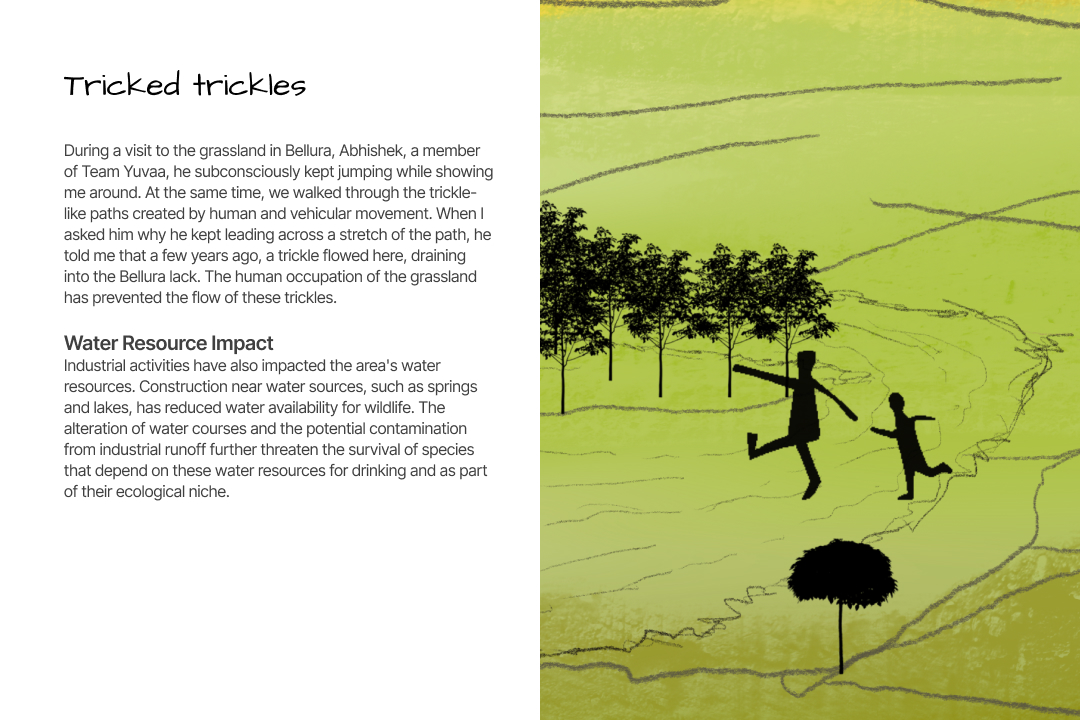 Tricked trickles
During a visit to the grassland in Bellura, Abhishek, a member
of Team Yuvaa, he subconsciously kept jumping while showing
me around. At the same time, we walked through the trickle-
like paths created by human and vehicular movement. When I
asked him why he kept leading across a stretch of the path, he
told me that a few years ago, a trickle flowed here, draining
into the Bellura lack. The human occupation of the grassland
has prevented the flow of these trickles.
Water Resource Impact
Industrial activities have also impacted the area's water
resources. Construction near water sources, such as springs
and lakes, has reduced water availability for wildlife. The
alteration of water courses and the potential contamination
from industrial runoff further threaten the survival of species
that depend on these water resources for drinking and as part
of their ecological niche.